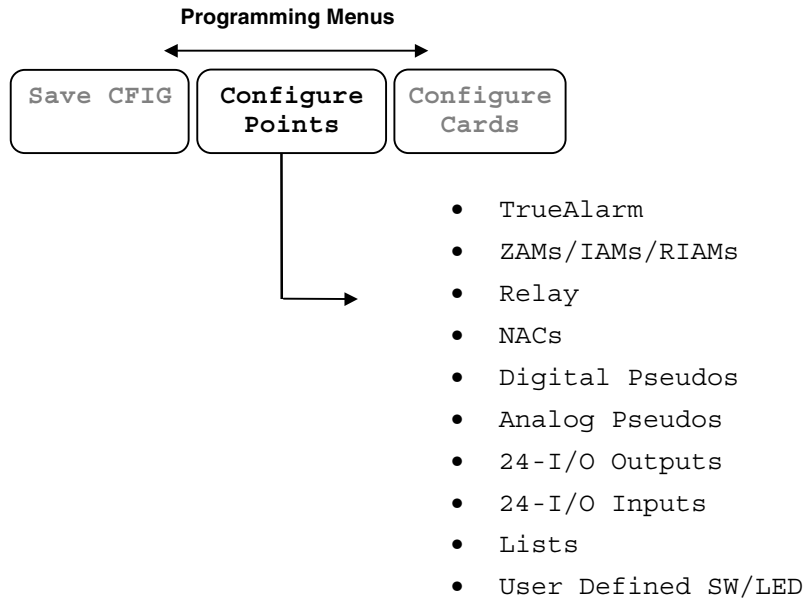 Programming Menus
Save CFIG
Configure
Points
Configure
Cards
• TrueAlarm
• ZAMs/IAMs/RIAMs
• Relay
• NACs
• Digital Pseudos
• Analog Pseudos
• 24-I/O Outputs
• 24-I/O Inputs
• Lists
• User Defined SW/LED